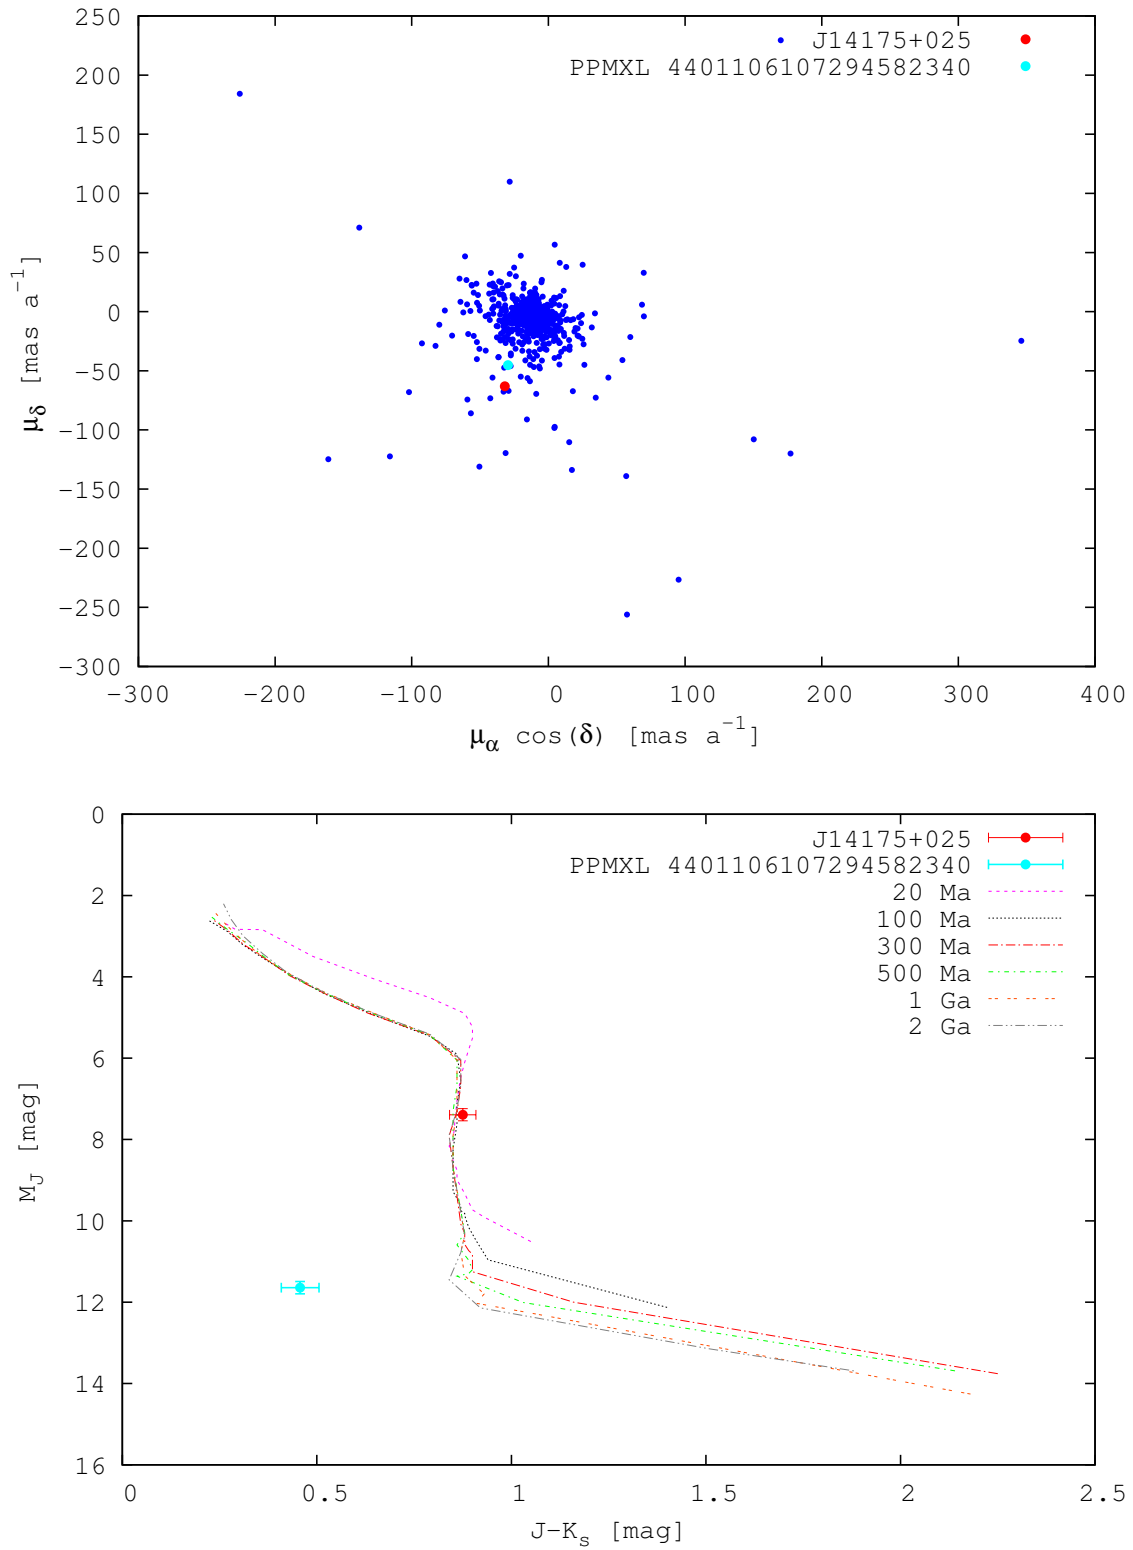 250
200
150
100
50
0
−50
−100
−150
−200
−250
−300
−300
−200
−100
0
100
200
300
400
μδ [mas a−1]
μα cos(δ) [mas a−1]
J14175+025
PPMXL 4401106107294582340
0
2
4
6
8
10
12
14
16
0
0.5
1
1.5
2
2.5
MJ [mag]
J−Ks [mag]
J14175+025
PPMXL 4401106107294582340
20 Ma
100 Ma
300 Ma
500 Ma
1 Ga
2 Ga